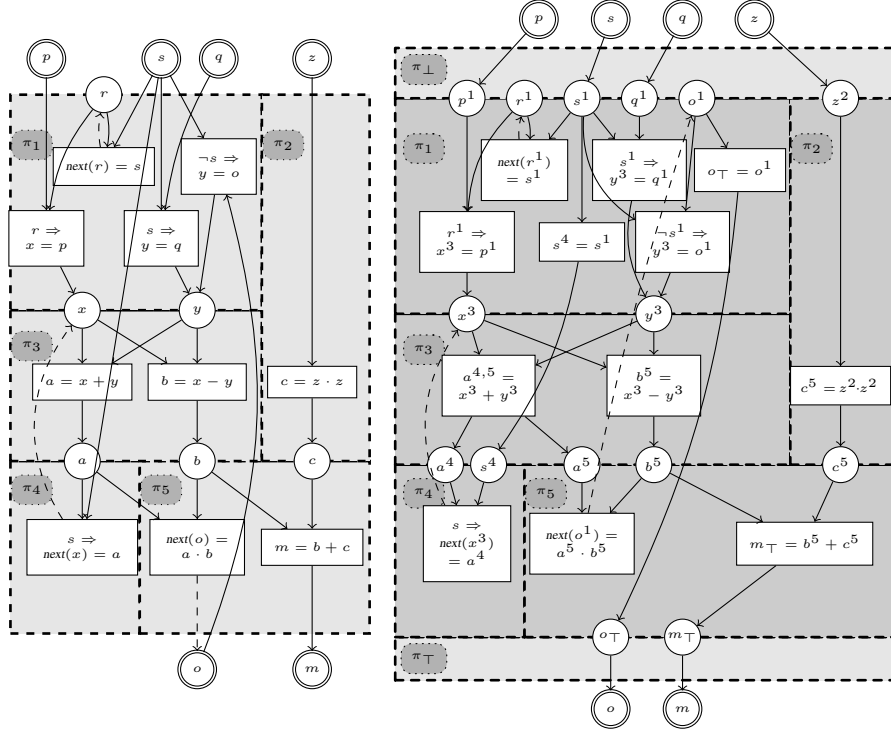 p
s
q
z
r
π₁
π₂
next(r) = s
¬s ⇒
y = o
r ⇒
x = p
s ⇒
y = q
x
y
π₃
a = x + y
b = x − y
c = z · z
a
b
c
π₄
π₅
s ⇒
next(x) = a
next(o) =
a · b
m = b + c
o
m
p
s
q
z
π⊥
p¹
r¹
s¹
q¹
o¹
z²
π₁
π₂
next(r¹)
= s¹
s¹ ⇒
y³ = q¹
o⊤ = o¹
r¹ ⇒
x³ = p¹
s⁴ = s¹
¬s¹ ⇒
y³ = o¹
x³
y³
π₃
a⁴,⁵ =
x³ + y³
b⁵ =
x³ − y³
c⁵ = z²·z²
a⁴
s⁴
a⁵
b⁵
c⁵
π₄
π₅
s ⇒
next(x³)
= a⁴
next(o¹) =
a⁵ · b⁵
m⊤ = b⁵ + c⁵
o⊤
m⊤
π⊤
o
m